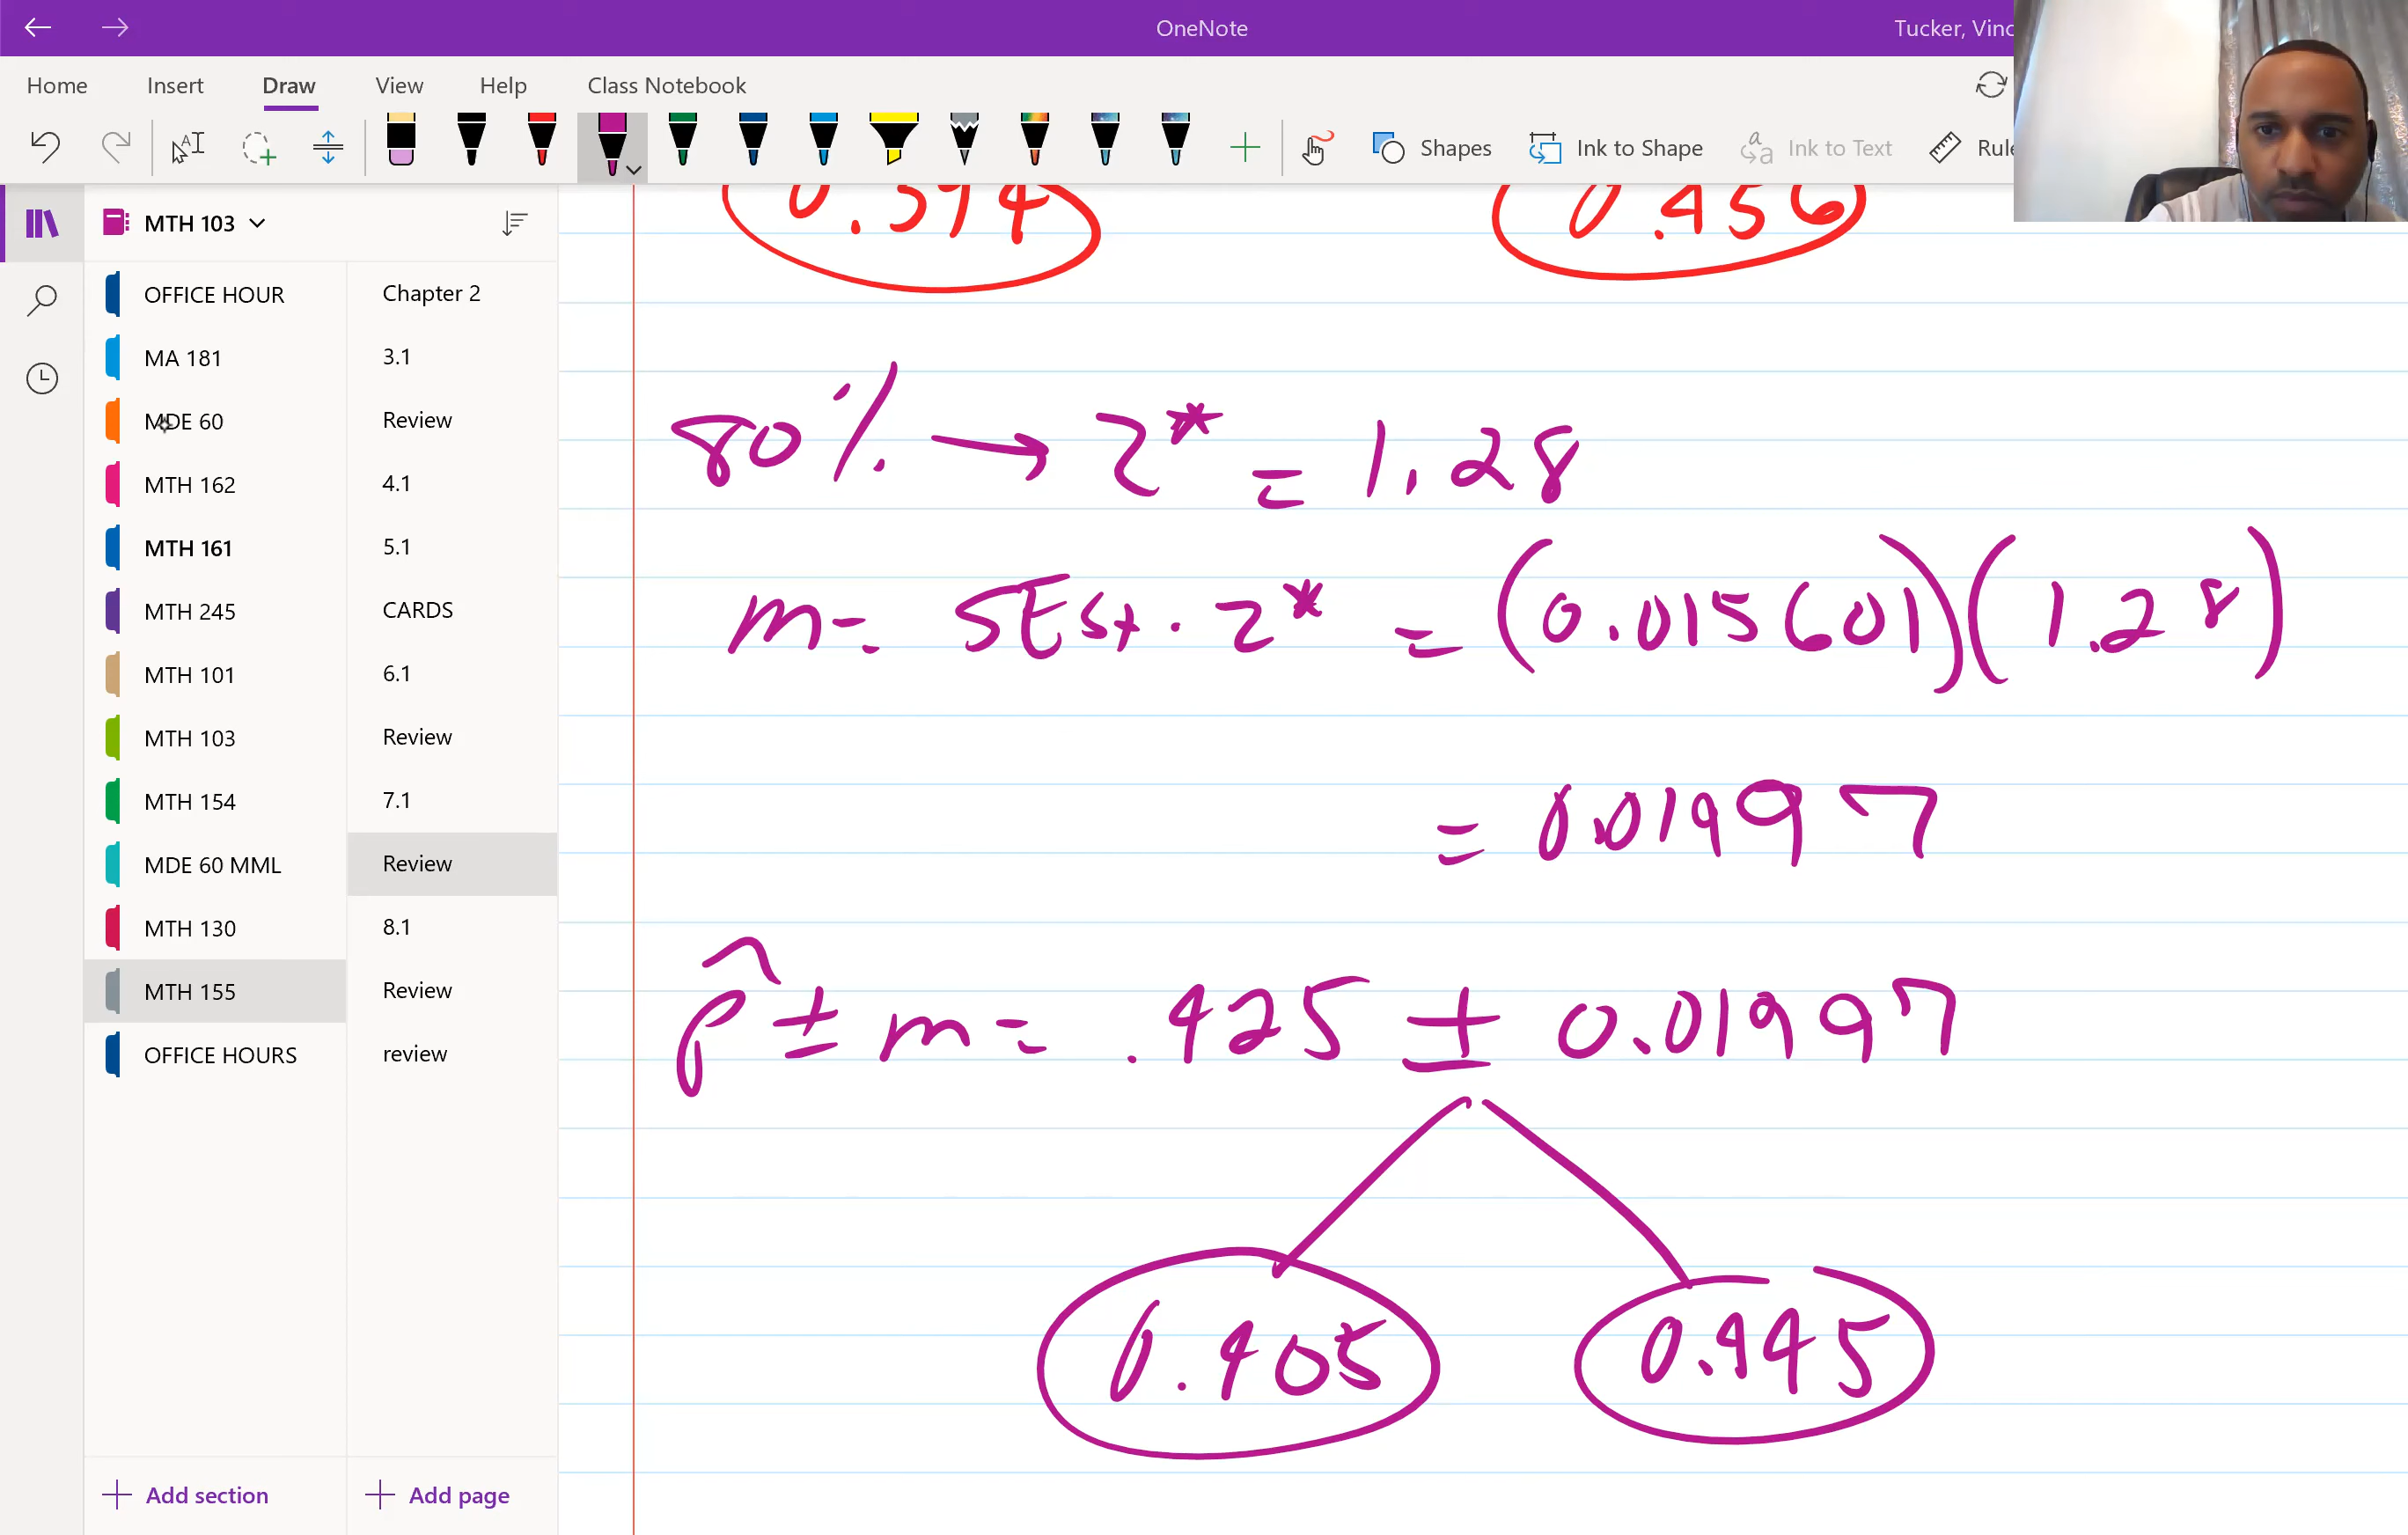 OneNote
Tucker, Vinc
Home Insert Draw View Help Class Notebook
Shapes Ink to Shape Ink to Text Rule
MTH 103
OFFICE HOUR
MA 181
MDE 60
MTH 162
MTH 161
MTH 245
MTH 101
MTH 103
MTH 154
MDE 60 MML
MTH 130
MTH 155
OFFICE HOURS
Add section
Chapter 2
3.1
Review
4.1
5.1
CARDS
6.1
Review
7.1
Review
8.1
Review
review
Add page
0.394 0.456
80% → z* = 1.28
m = SEst · z* = (0.015601)(1.28)
= 0.01997
p̂ ± m = .425 ± 0.01997
0.405 0.445